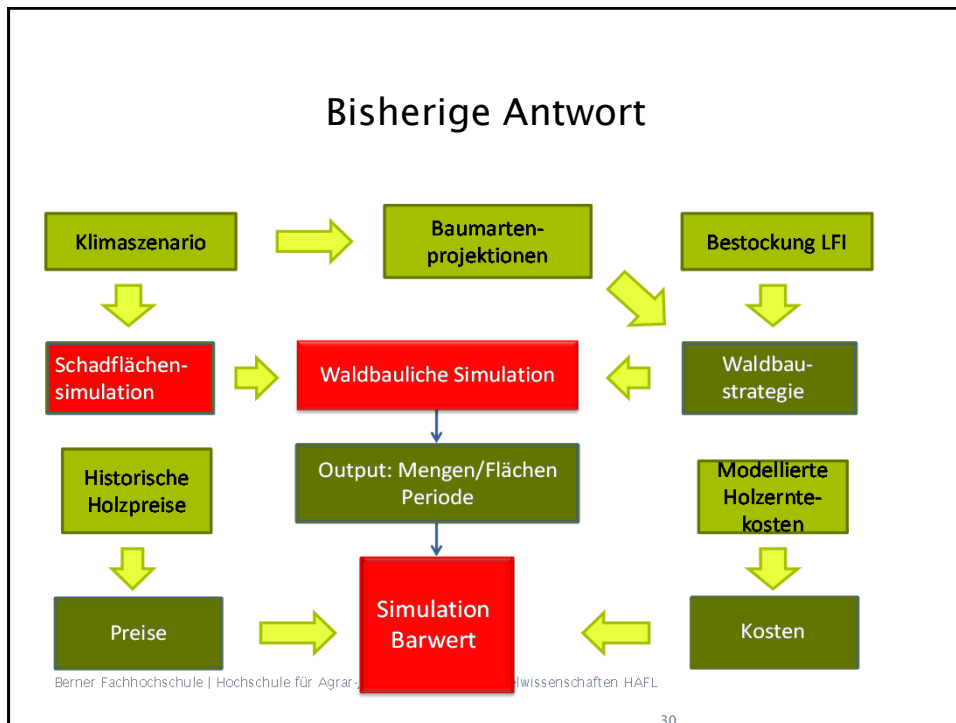 Bisherige Antwort
Klimaszenario
Baumarten-
projektionen
Bestockung LFI
Schadflächen-
simulation
Waldbauliche Simulation
Waldbau-
strategie
Historische
Holzpreise
Output: Mengen/Flächen
Periode
Modellierte
Holzernte-
kosten
Preise
Simulation
Barwert
Kosten
Berner Fachhochschule | Hochschule für Agrar-, elwissenschaften HAFL
30